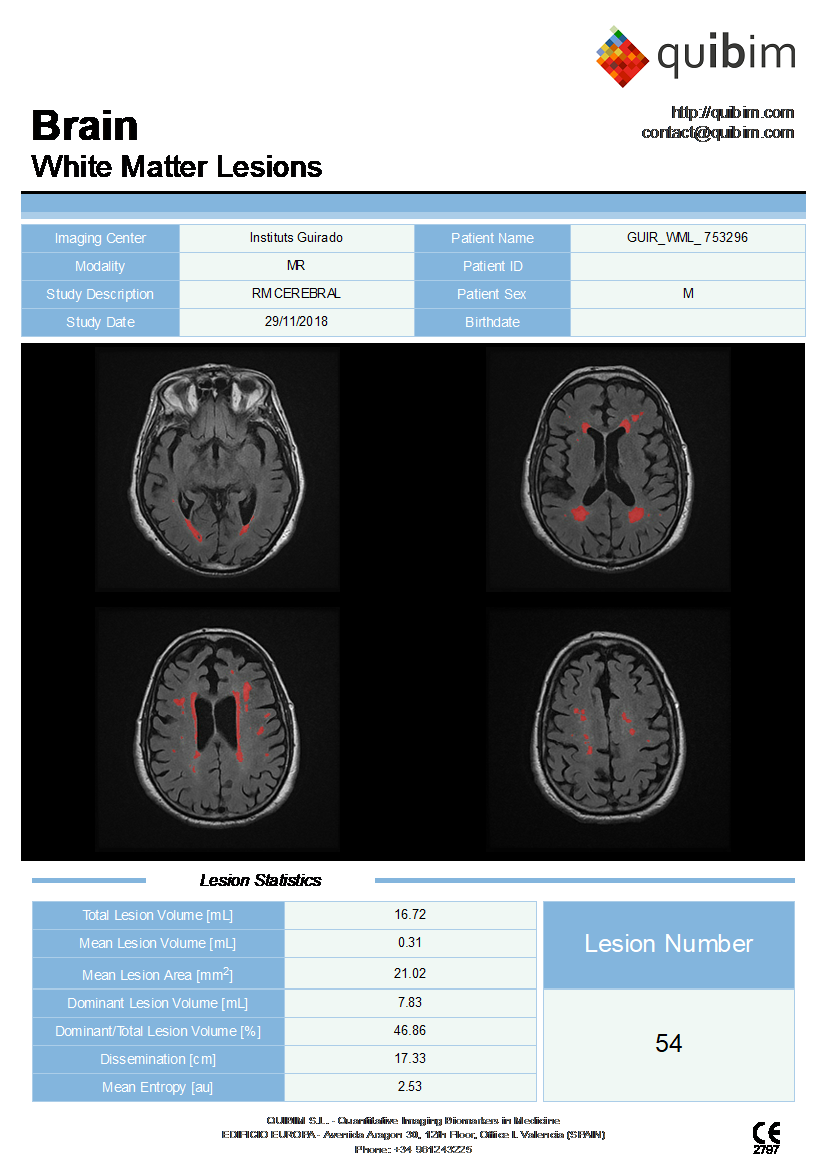 quibim
http://quibim.com
contact@quibim.com
Brain
White Matter Lesions
Imaging Center Instituts Guirado Patient Name GUIR_WML_753296
Modality MR Patient ID
Study Description RM CEREBRAL Patient Sex M
Study Date 29/11/2018 Birthdate
Lesion Statistics
Total Lesion Volume [mL] 16.72
Mean Lesion Volume [mL] 0.31
Mean Lesion Area [mm2] 21.02
Dominant Lesion Volume [mL] 7.83
Dominant/Total Lesion Volume [%] 46.86
Dissemination [cm] 17.33
Mean Entropy [au] 2.53
Lesion Number
54
QUIBIM S.L. - Quantitative Imaging Biomarkers in Medicine
EDIFICIO EUROPA - Avenida Aragon 30, 12th Floor, Office I. Valencia (SPAIN)
Phone: +34 961243225
CE
2797